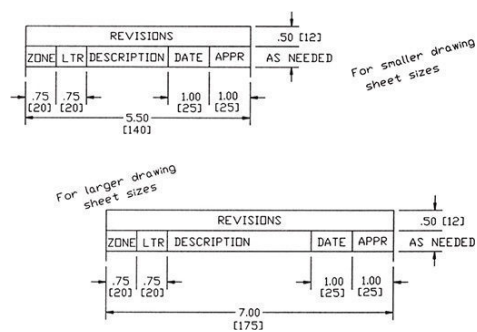 REVISIONS
.50 [12]
ZONE LTR DESCRIPTION DATE APPR
AS NEEDED
For smaller drawing
sheet sizes
.75 .75 1.00 1.00
[20] [20] [25] [25]
5.50
[140]
For larger drawing
sheet sizes
REVISIONS
.50 [12]
ZONE LTR DESCRIPTION DATE APPR
AS NEEDED
.75 .75 1.00 1.00
[20] [20] [25] [25]
7.00
[175]